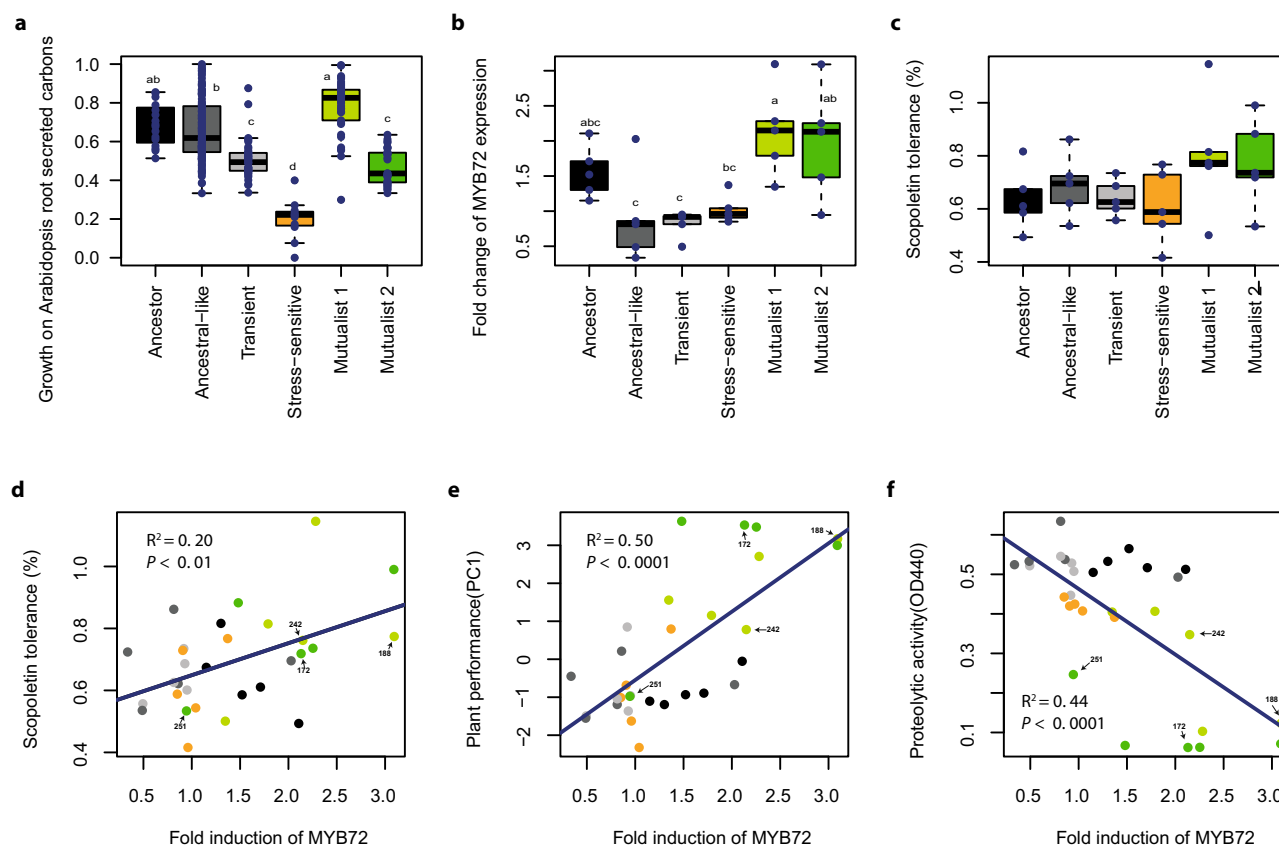 a
Growth on Arabidopsis root secreted carbons
1.0
0.8
0.6
0.4
0.2
0.0
ab
b
c
d
a
c
Ancestor
Ancestral−like
Transient
Stress−sensitive
Mutualist 1
Mutualist 2
b
Fold change of MYB72 expression
2.5
1.5
0.5
abc
c
c
bc
a
ab
Ancestor
Ancestral−like
Transient
Stress−sensitive
Mutualist 1
Mutualist 2
c
Scopoletin tolerance (%)
1.0
0.8
0.6
0.4
Ancestor
Ancestral−like
Transient
Stress−sensitive
Mutualist 1
Mutualist 2
d
Scopoletin tolerance (%)
1.0
0.8
0.6
0.4
R² = 0.20
P < 0.01
242
172
188
251
0.5 1.0 1.5 2.0 2.5 3.0
Fold induction of MYB72
e
Plant performance(PC1)
3
2
1
0
−1
−2
R² = 0.50
P < 0.0001
188
172
242
251
0.5 1.0 1.5 2.0 2.5 3.0
Fold induction of MYB72
f
Proteolytic activity(OD440)
0.5
0.3
0.1
242
251
188
172
R² = 0.44
P < 0.0001
0.5 1.0 1.5 2.0 2.5 3.0
Fold induction of MYB72